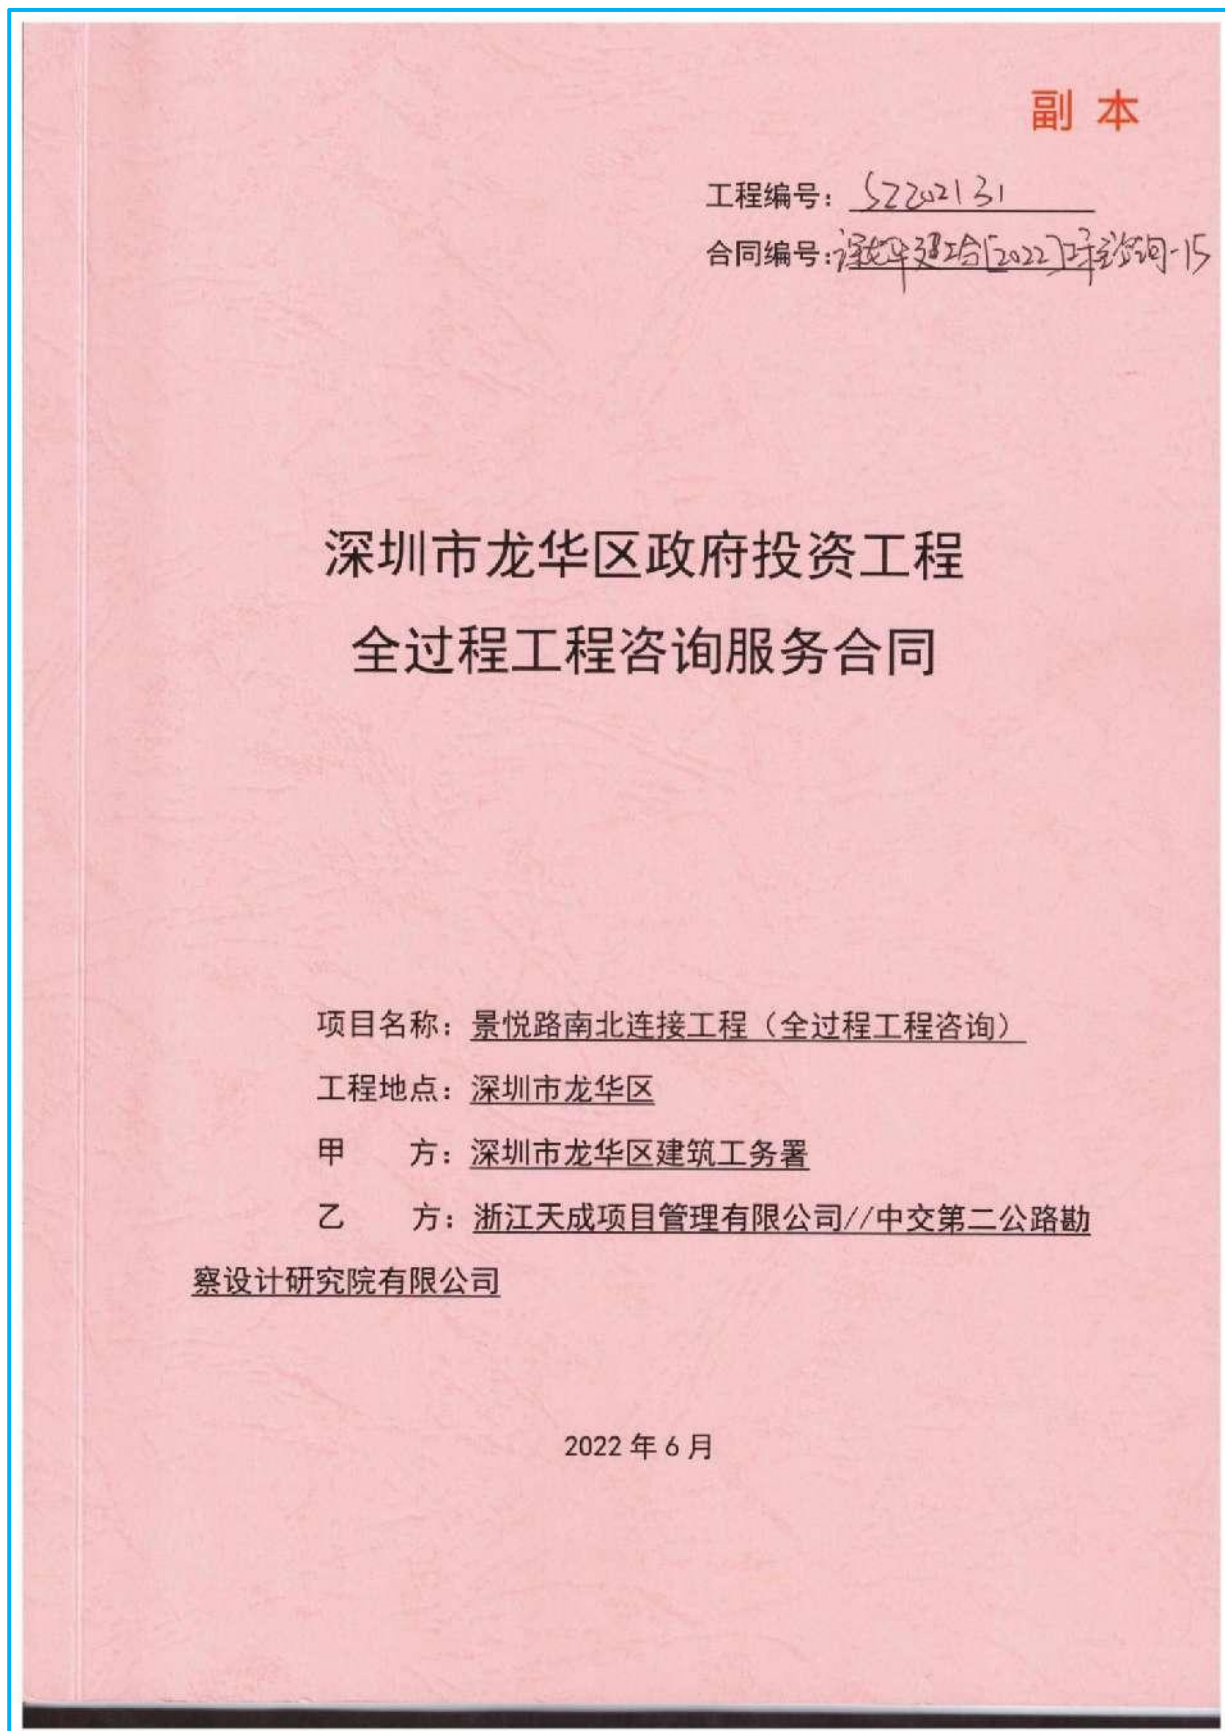 副 本
工程编号: SZ202131
合同编号:深龙华建工合[2022]全咨询-15
深圳市龙华区政府投资工程
全过程工程咨询服务合同
项目名称: 景悦路南北连接工程(全过程工程咨询)
工程地点: 深圳市龙华区
甲 方: 深圳市龙华区建筑工务署
乙 方: 浙江天成项目管理有限公司//中交第二公路勘
察设计研究院有限公司
2022 年 6 月